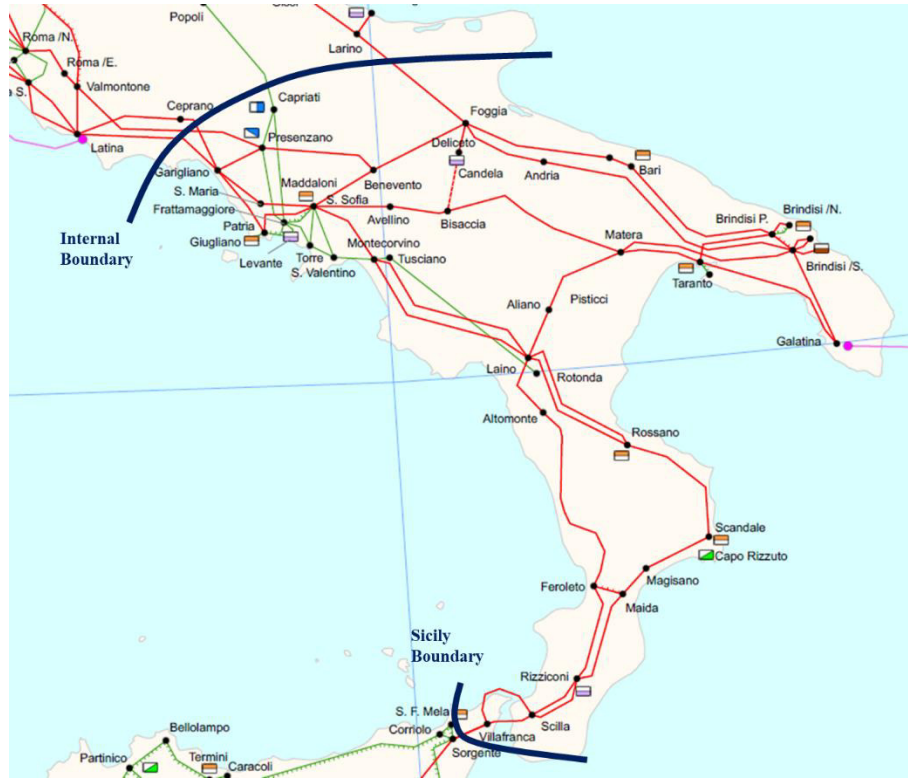 Popoli
Larino
Roma /N.
Roma /E.
S.
Valmontone
Ceprano
Capriati
Latina
Presenzano
Foggia
Deliceto
Candela
Andria
Bari
Garigliano
S. Maria
Maddaloni
S. Sofia
Benevento
Frattamaggiore
Patria
Giugliano
Avellino
Bisaccia
Internal
Boundary
Levante
Torre
S. Valentino
Montecorvino
Tusciano
Matera
Brindisi P.
Brindisi /N.
Brindisi /S.
Taranto
Aliano
Pisticci
Galatina
Laino
Rotonda
Altomonte
Rossano
Scandale
Capo Rizzuto
Magisano
Feroleto
Maida
Sicily
Boundary
Rizziconi
S. F. Mela
Corriolo
Villafranca
Scilla
Sorgente
Bellolampo
Partinico
Termini
Caracoli